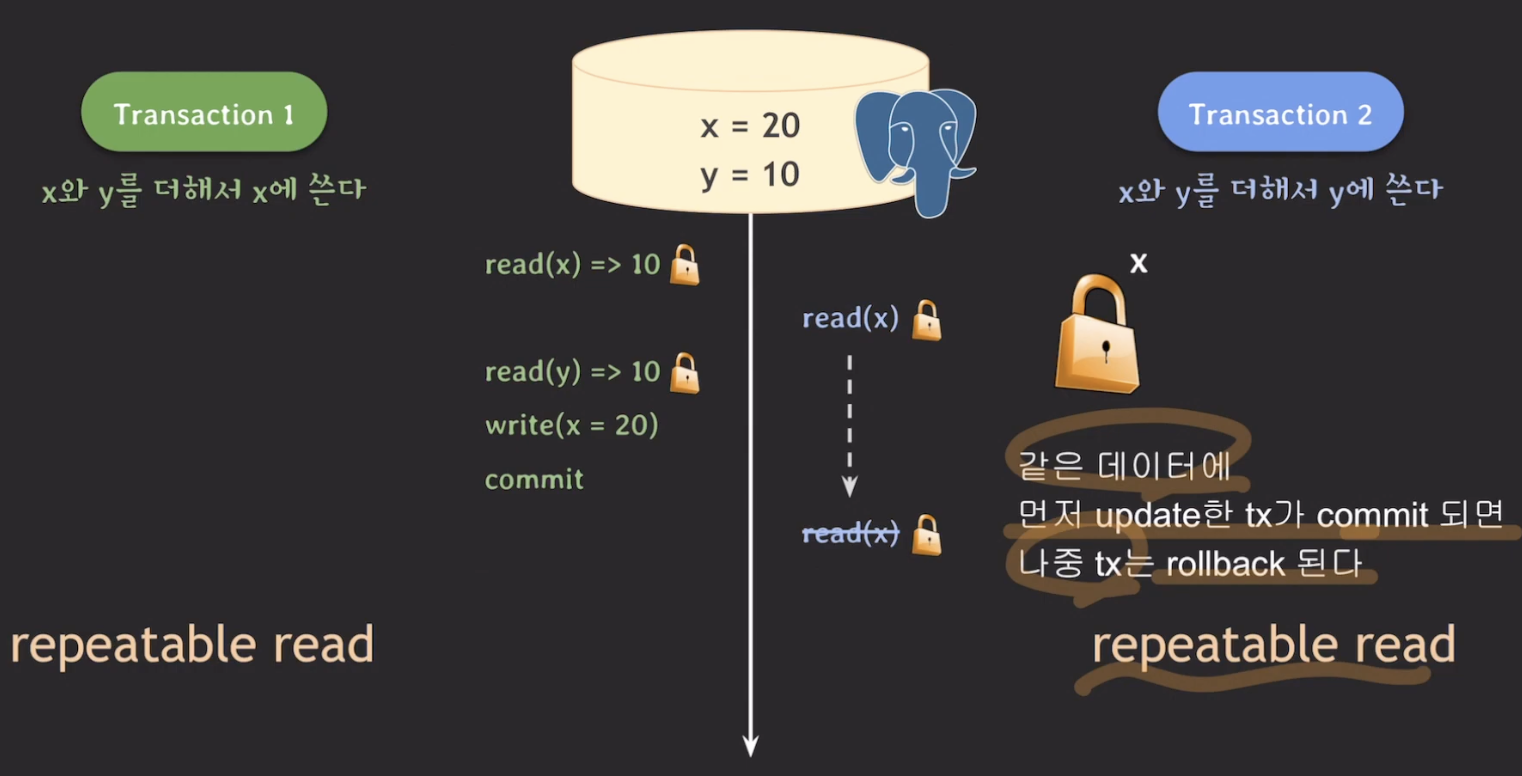 Transaction 1
x와 y를 더해서 x에 쓴다
x = 20
y = 10
Transaction 2
x와 y를 더해서 y에 쓴다
read(x) => 10
x
read(x)
read(y) => 10
write(x = 20)
commit
read(x)
같은 데이터에
먼저 update한 tx가 commit 되면
나중 tx는 rollback 된다
repeatable read
repeatable read